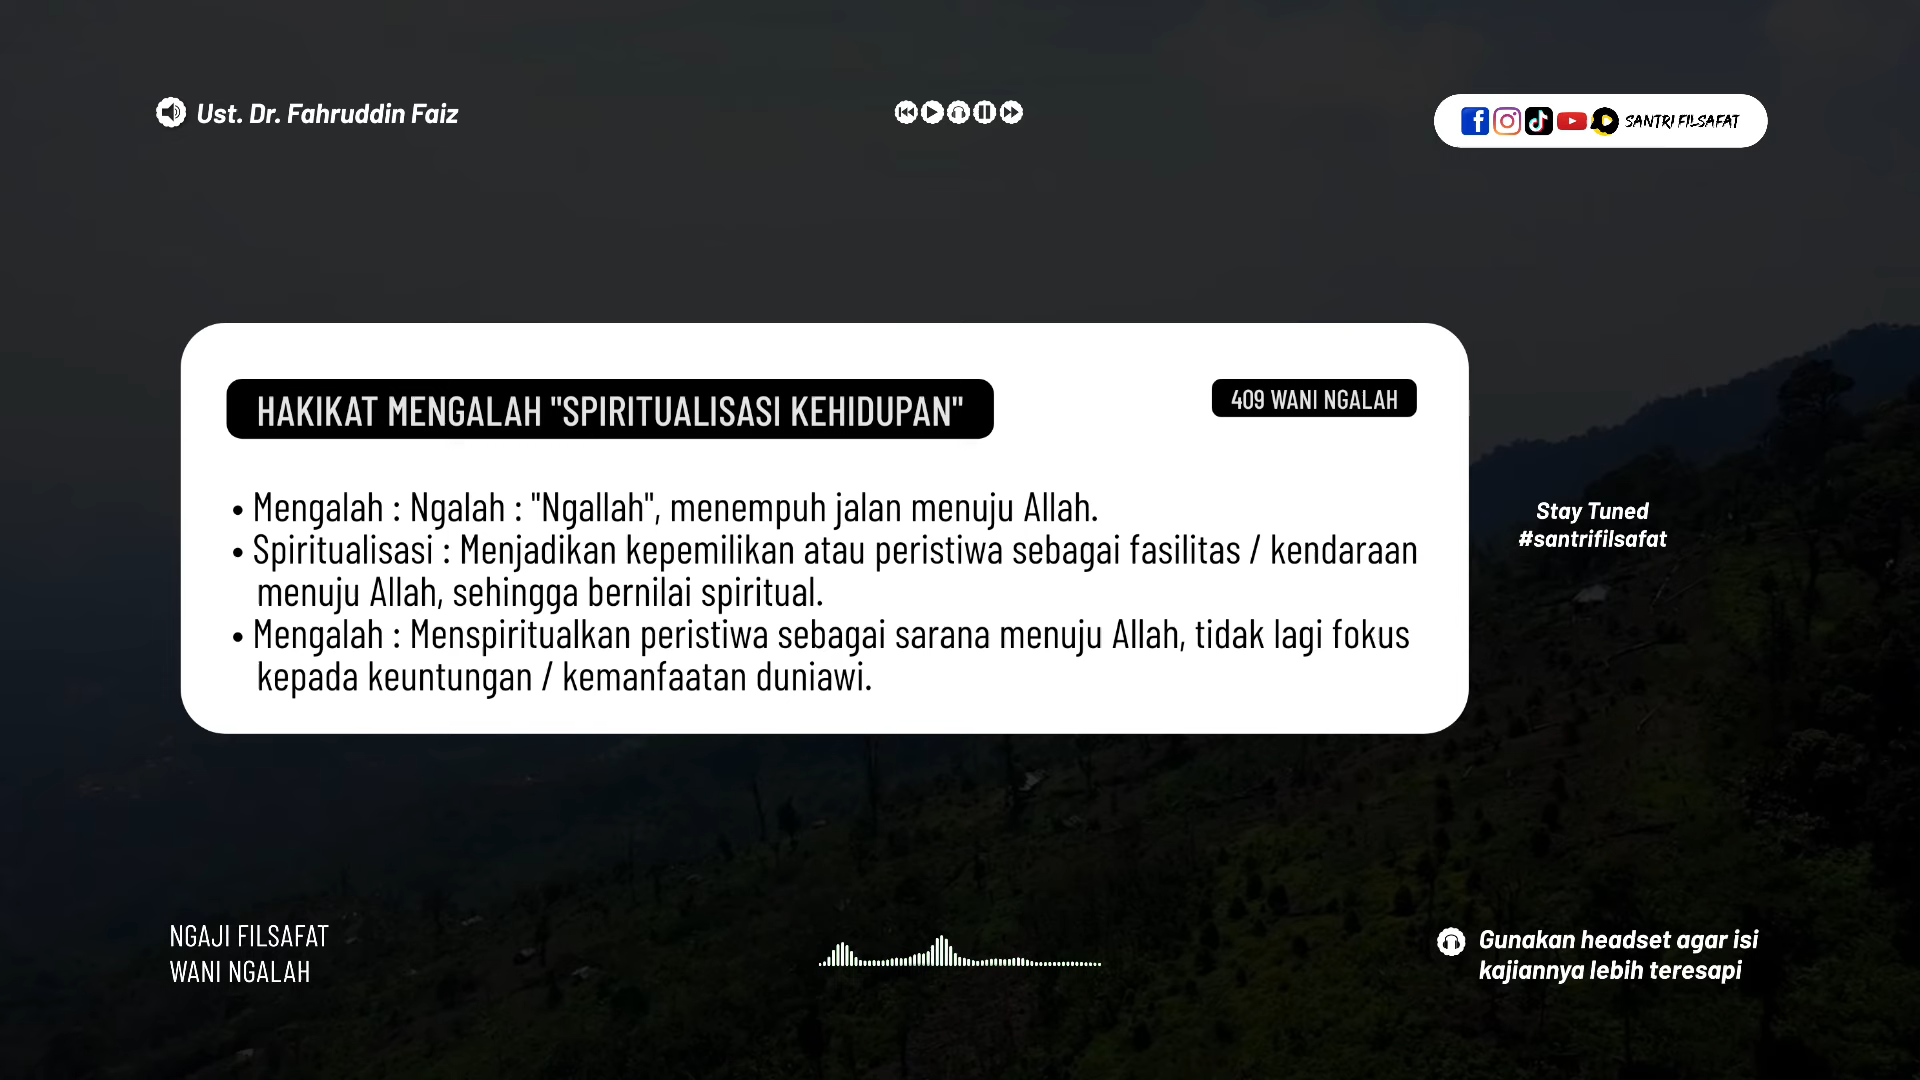 Ust. Dr. Fahruddin Faiz
SANTRI FILSAFAT
HAKIKAT MENGALAH "SPIRITUALISASI KEHIDUPAN"
409 WANI NGALAH
• Mengalah : Ngalah : "Ngallah", menempuh jalan menuju Allah.
• Spiritualisasi : Menjadikan kepemilikan atau peristiwa sebagai fasilitas / kendaraan
menuju Allah, sehingga bernilai spiritual.
• Mengalah : Menspiritualkan peristiwa sebagai sarana menuju Allah, tidak lagi fokus
kepada keuntungan / kemanfaatan duniawi.
Stay Tuned
#santrifilsafat
NGAJI FILSAFAT
WANI NGALAH
Gunakan headset agar isi
kajiannya lebih teresapi